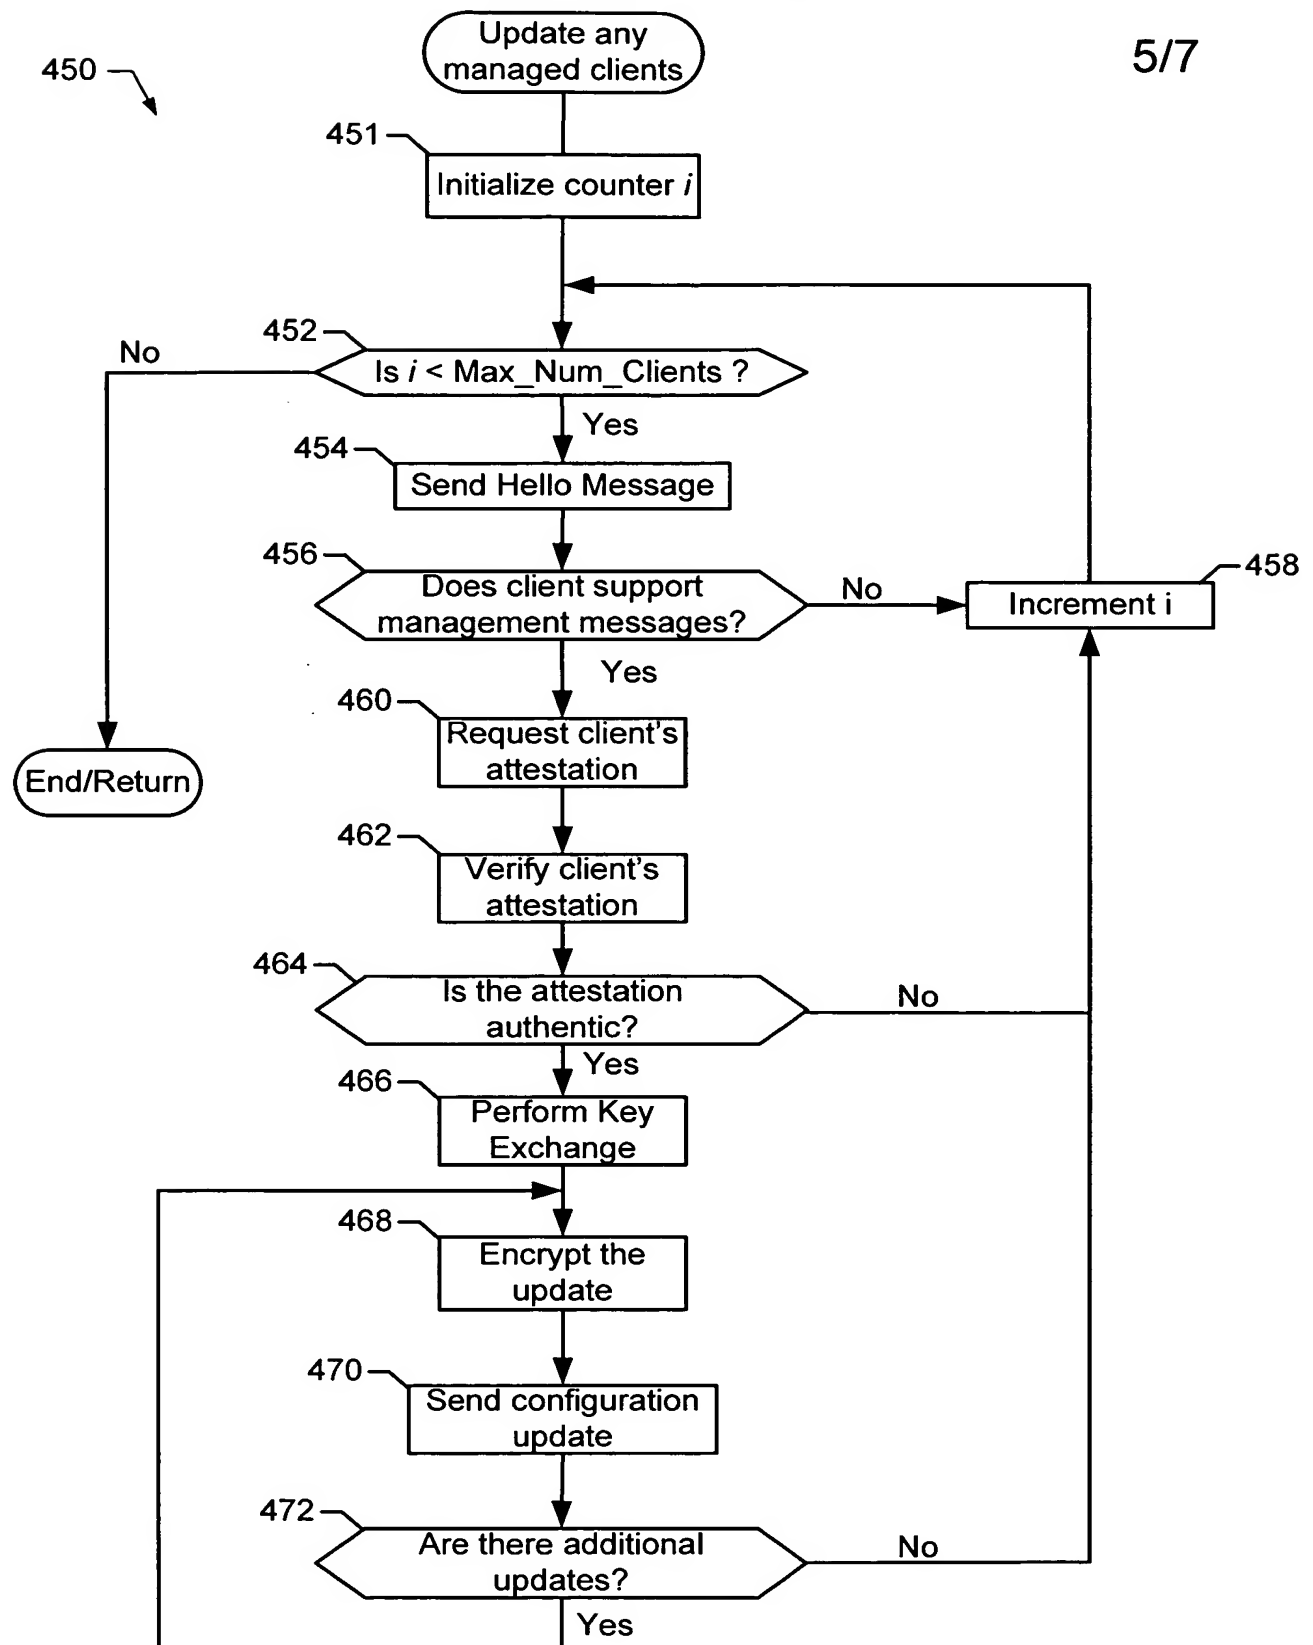 Update any
managed clients
5/7
450
451
Initialize counter i
452
No
Is i < Max_Num_Clients ?
Yes
454
Send Hello Message
456
Does client support
management messages?
No
458
Increment i
Yes
460
Request client's
attestation
End/Return
462
Verify client's
attestation
464
Is the attestation
authentic?
No
Yes
466
Perform Key
Exchange
468
Encrypt the
update
470
Send configuration
update
472
Are there additional
updates?
No
Yes